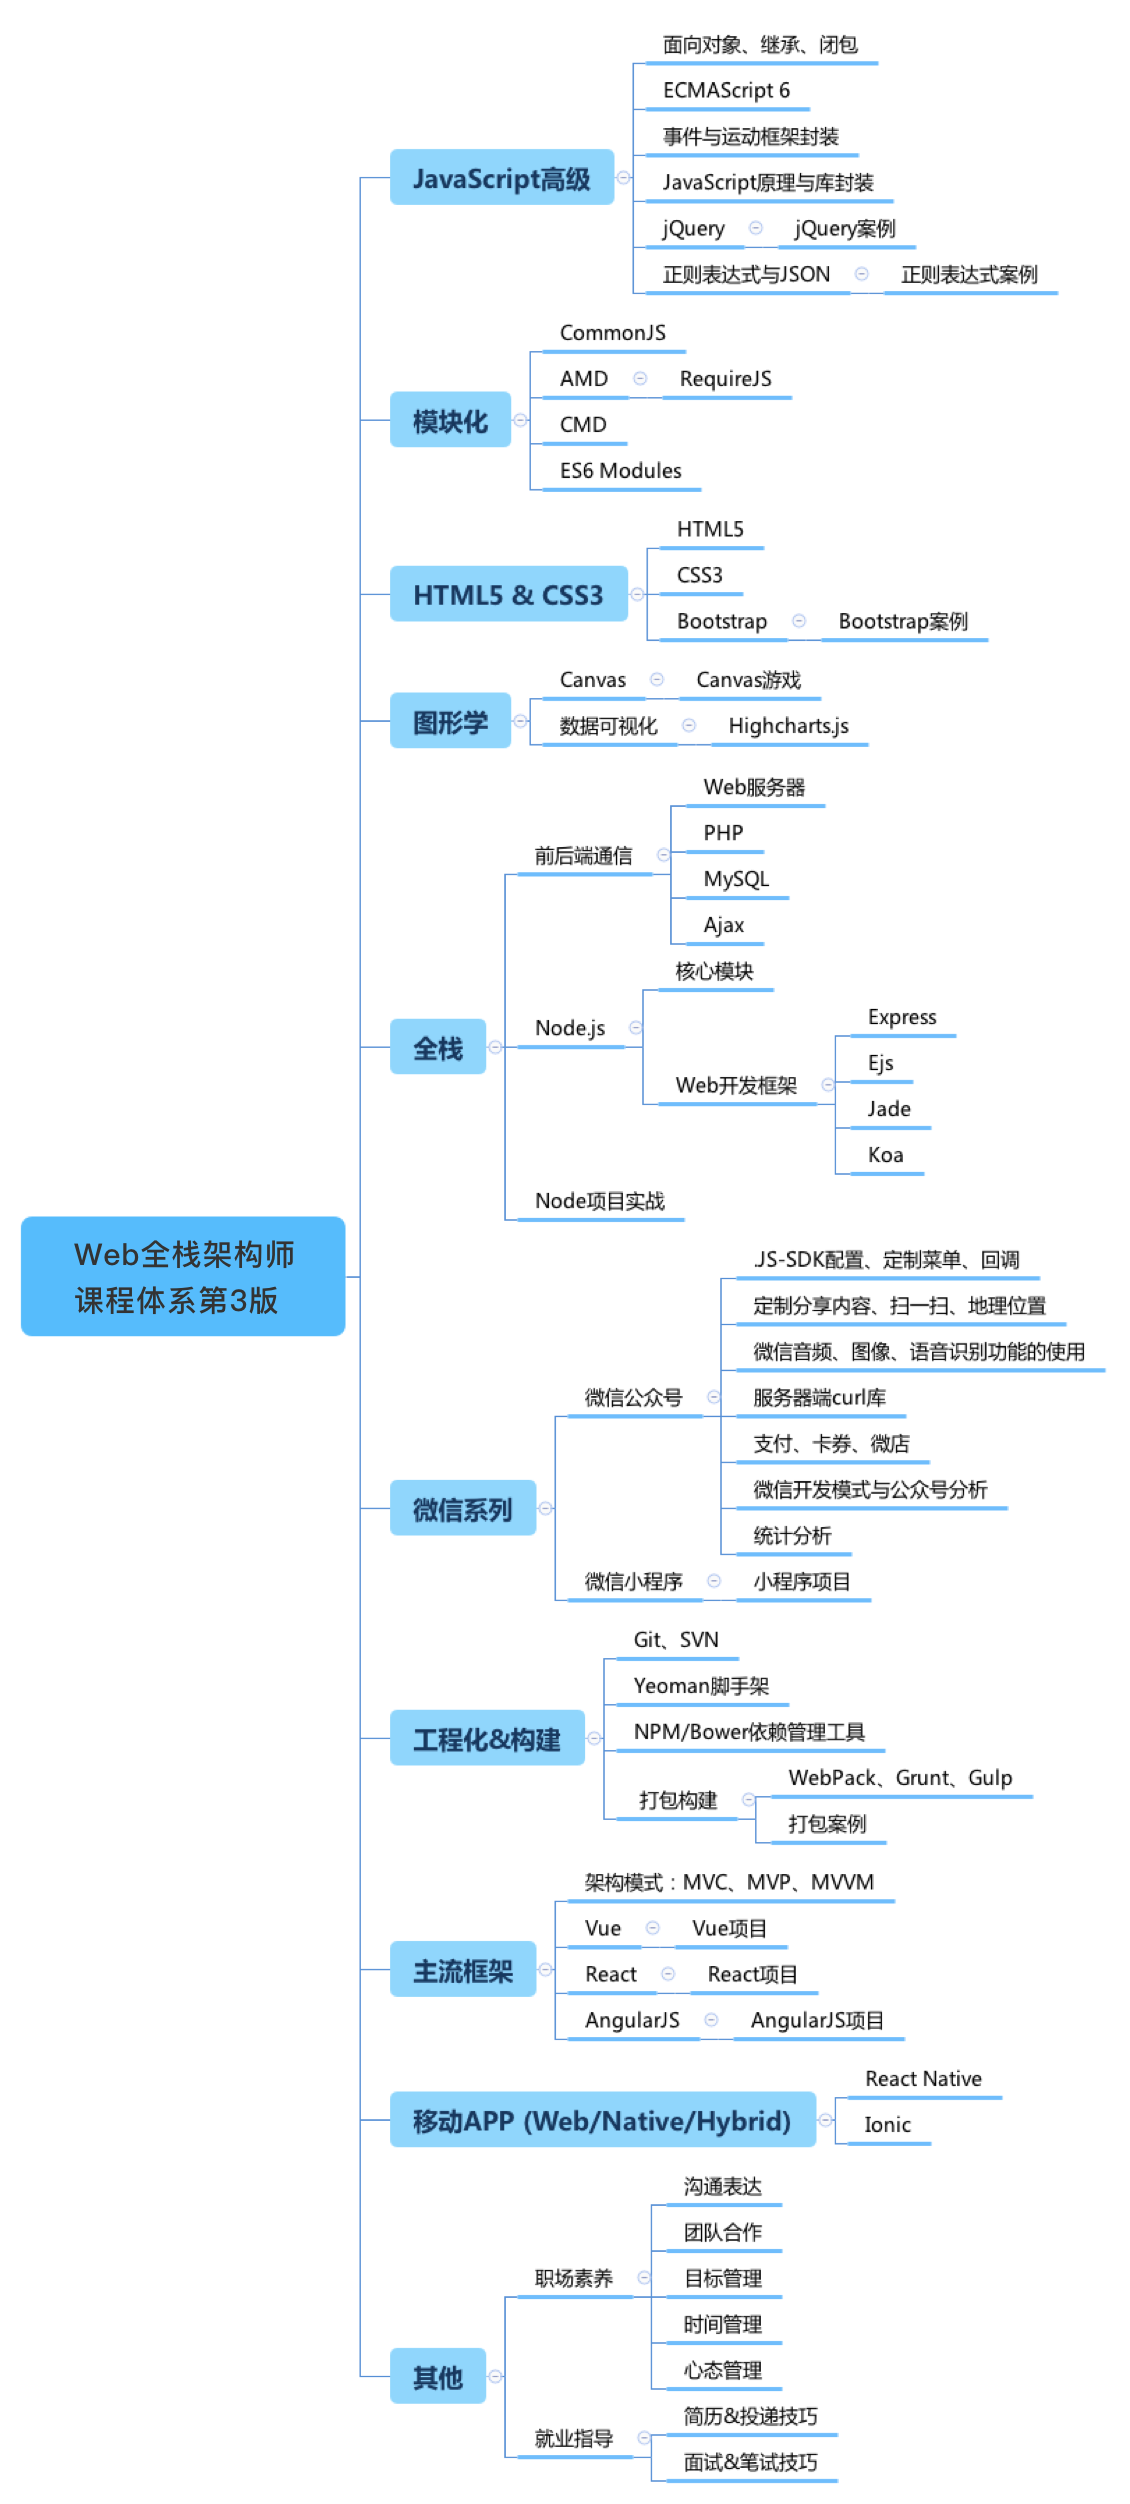 Web全栈架构师
课程体系第3版
JavaScript高级
面向对象、继承、闭包
ECMAScript 6
事件与运动框架封装
JavaScript原理与库封装
jQuery
jQuery案例
正则表达式与JSON
正则表达式案例
模块化
CommonJS
AMD
RequireJS
CMD
ES6 Modules
HTML5 & CSS3
HTML5
CSS3
Bootstrap
Bootstrap案例
图形学
Canvas
Canvas游戏
数据可视化
Highcharts.js
全栈
前后端通信
Web服务器
PHP
MySQL
Ajax
Node.js
核心模块
Web开发框架
Express
Ejs
Jade
Koa
Node项目实战
微信系列
微信公众号
.JS-SDK配置、定制菜单、回调
定制分享内容、扫一扫、地理位置
微信音频、图像、语音识别功能的使用
服务器端curl库
支付、卡券、微店
微信开发模式与公众号分析
统计分析
微信小程序
小程序项目
工程化&构建
Git、SVN
Yeoman脚手架
NPM/Bower依赖管理工具
打包构建
WebPack、Grunt、Gulp
打包案例
主流框架
架构模式：MVC、MVP、MVVM
Vue
Vue项目
React
React项目
AngularJS
AngularJS项目
移动APP (Web/Native/Hybrid)
React Native
Ionic
其他
职场素养
沟通表达
团队合作
目标管理
时间管理
心态管理
就业指导
简历&投递技巧
面试&笔试技巧